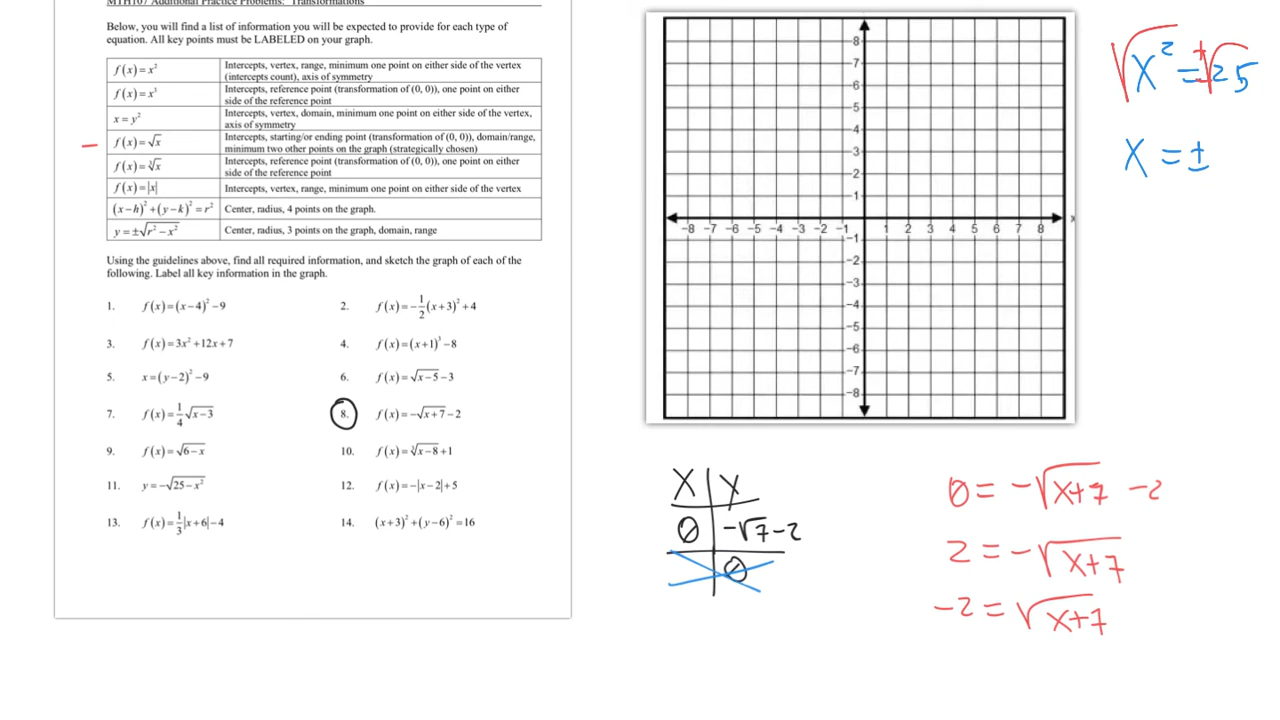 MTH107 Additional Practice Problems: Transformations
Below, you will find a list of information you will be expected to provide for each type of
equation. All key points must be LABELED on your graph.
f(x)=x² Intercepts, vertex, range, minimum one point on either side of the vertex
(intercepts count), axis of symmetry
f(x)=x³ Intercepts, reference point (transformation of (0, 0)), one point on either
side of the reference point
x=y² Intercepts, vertex, domain, minimum one point on either side of the vertex,
axis of symmetry
f(x)=√x Intercepts, starting/or ending point (transformation of (0, 0)), domain/range,
minimum two other points on the graph (strategically chosen)
f(x)=∛x Intercepts, reference point (transformation of (0, 0)), one point on either
side of the reference point
f(x)=|x| Intercepts, vertex, range, minimum one point on either side of the vertex
(x−h)²+(y−k)²=r² Center, radius, 4 points on the graph.
y=±√(r²−x²) Center, radius, 3 points on the graph, domain, range
Using the guidelines above, find all required information, and sketch the graph of each of the
following. Label all key information in the graph.
1. f(x)=(x−4)²−9 2. f(x)=−1/2(x+3)²+4
3. f(x)=3x²+12x+7 4. f(x)=(x+1)³−8
5. x=(y−2)²−9 6. f(x)=√(x−5)−3
7. f(x)=1/4√(x−3) 8. f(x)=−√(x+7)−2
9. f(x)=√(6−x) 10. f(x)=∛(x−8)+1
11. y=−√(25−x²) 12. f(x)=−|x−2|+5
13. f(x)=1/3|x+6|−4 14. (x+3)²+(y−6)²=16
8
7
6
5
4
3
2
1
x
−8 −7 −6 −5 −4 −3 −2 −1 1 2 3 4 5 6 7 8
−1
−2
−3
−4
−5
−6
−7
−8
√x² = ±√25
x = ±
X Y
0 −√7−2
0
0 = −√(x+7) −2
2 = −√(x+7)
−2 = √(x+7)